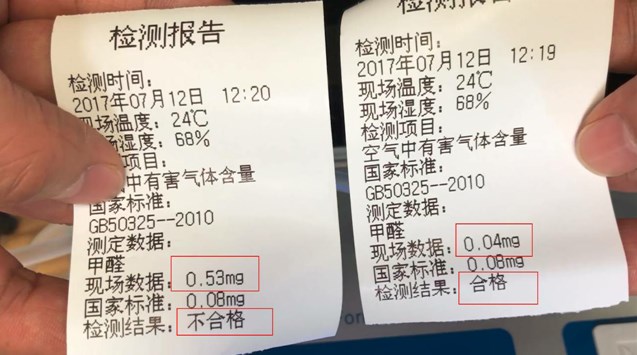 检测报告
检测时间：
2017年07月12日 12:20
现场温度：24℃
场湿度：68%
项目：
中有害气体含量
国家标准：
GB50325--2010
测定数据：
甲醛
现场数据：0.53mg
国家标准：0.08mg
检测结果：不合格
检测报告
检测时间：
2017年07月12日 12:19
现场温度：24℃
现场湿度：68%
检测项目：
空气中有害气体含量
国家标准：
GB50325--2010
测定数据：
甲醛
现场数据：0.04mg
国家标准：0.08mg
检测结果：合格